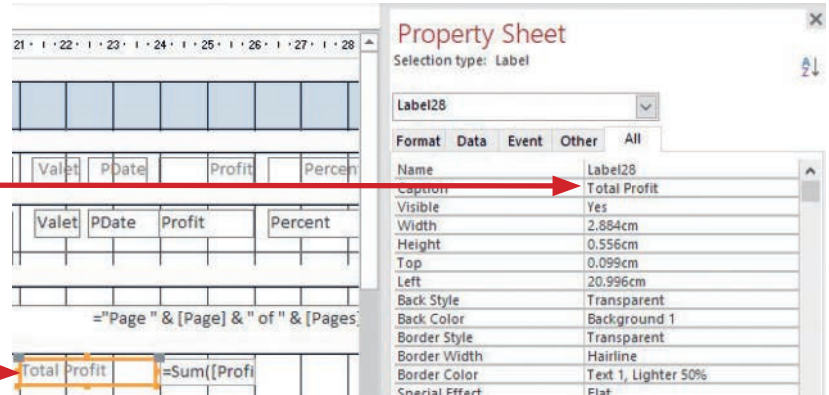 21 · ı · 22 · ı · 23 · ı · 24 · ı · 25 · ı · 26 · ı · 27 · ı · 28
Valet PDate Profit Percen
Valet PDate Profit Percent
="Page " & [Page] & " of " & [Pages]
Total Profit =Sum([Profi
Property Sheet
Selection type: Label
Label28
Format Data Event Other All
Name Label28
Caption Total Profit
Visible Yes
Width 2.884cm
Height 0.556cm
Top 0.099cm
Left 20.996cm
Back Style Transparent
Back Color Background 1
Border Style Transparent
Border Width Hairline
Border Color Text 1, Lighter 50%
Special Effect Flat